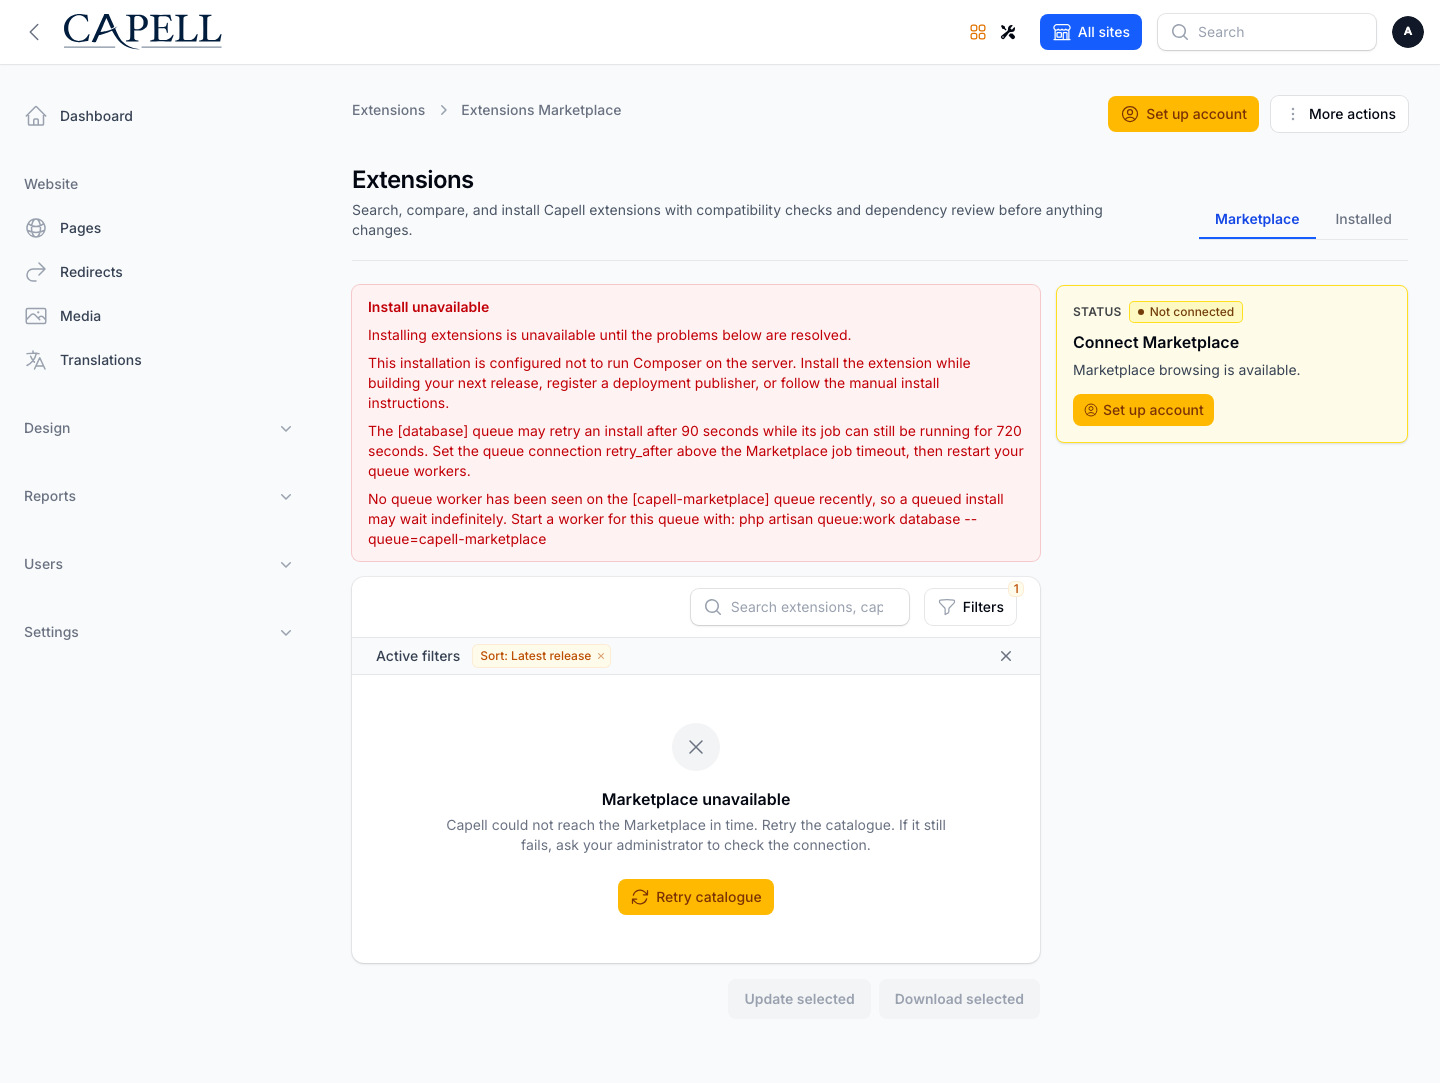 CAPELL
All sites
Search
A
Dashboard
Website
Pages
Redirects
Media
Translations
Design
Reports
Users
Settings
Extensions
Extensions Marketplace
Set up account
More actions
Extensions
Search, compare, and install Capell extensions with compatibility checks and dependency review before anything
changes.
Marketplace
Installed
Install unavailable
Installing extensions is unavailable until the problems below are resolved.
This installation is configured not to run Composer on the server. Install the extension while
building your next release, register a deployment publisher, or follow the manual install
instructions.
The [database] queue may retry an install after 90 seconds while its job can still be running for 720
seconds. Set the queue connection retry_after above the Marketplace job timeout, then restart your
queue workers.
No queue worker has been seen on the [capell-marketplace] queue recently, so a queued install
may wait indefinitely. Start a worker for this queue with: php artisan queue:work database --
queue=capell-marketplace
STATUS
Not connected
Connect Marketplace
Marketplace browsing is available.
Set up account
Search extensions, cap
Filters
1
Active filters
Sort: Latest release
Marketplace unavailable
Capell could not reach the Marketplace in time. Retry the catalogue. If it still
fails, ask your administrator to check the connection.
Retry catalogue
Update selected
Download selected